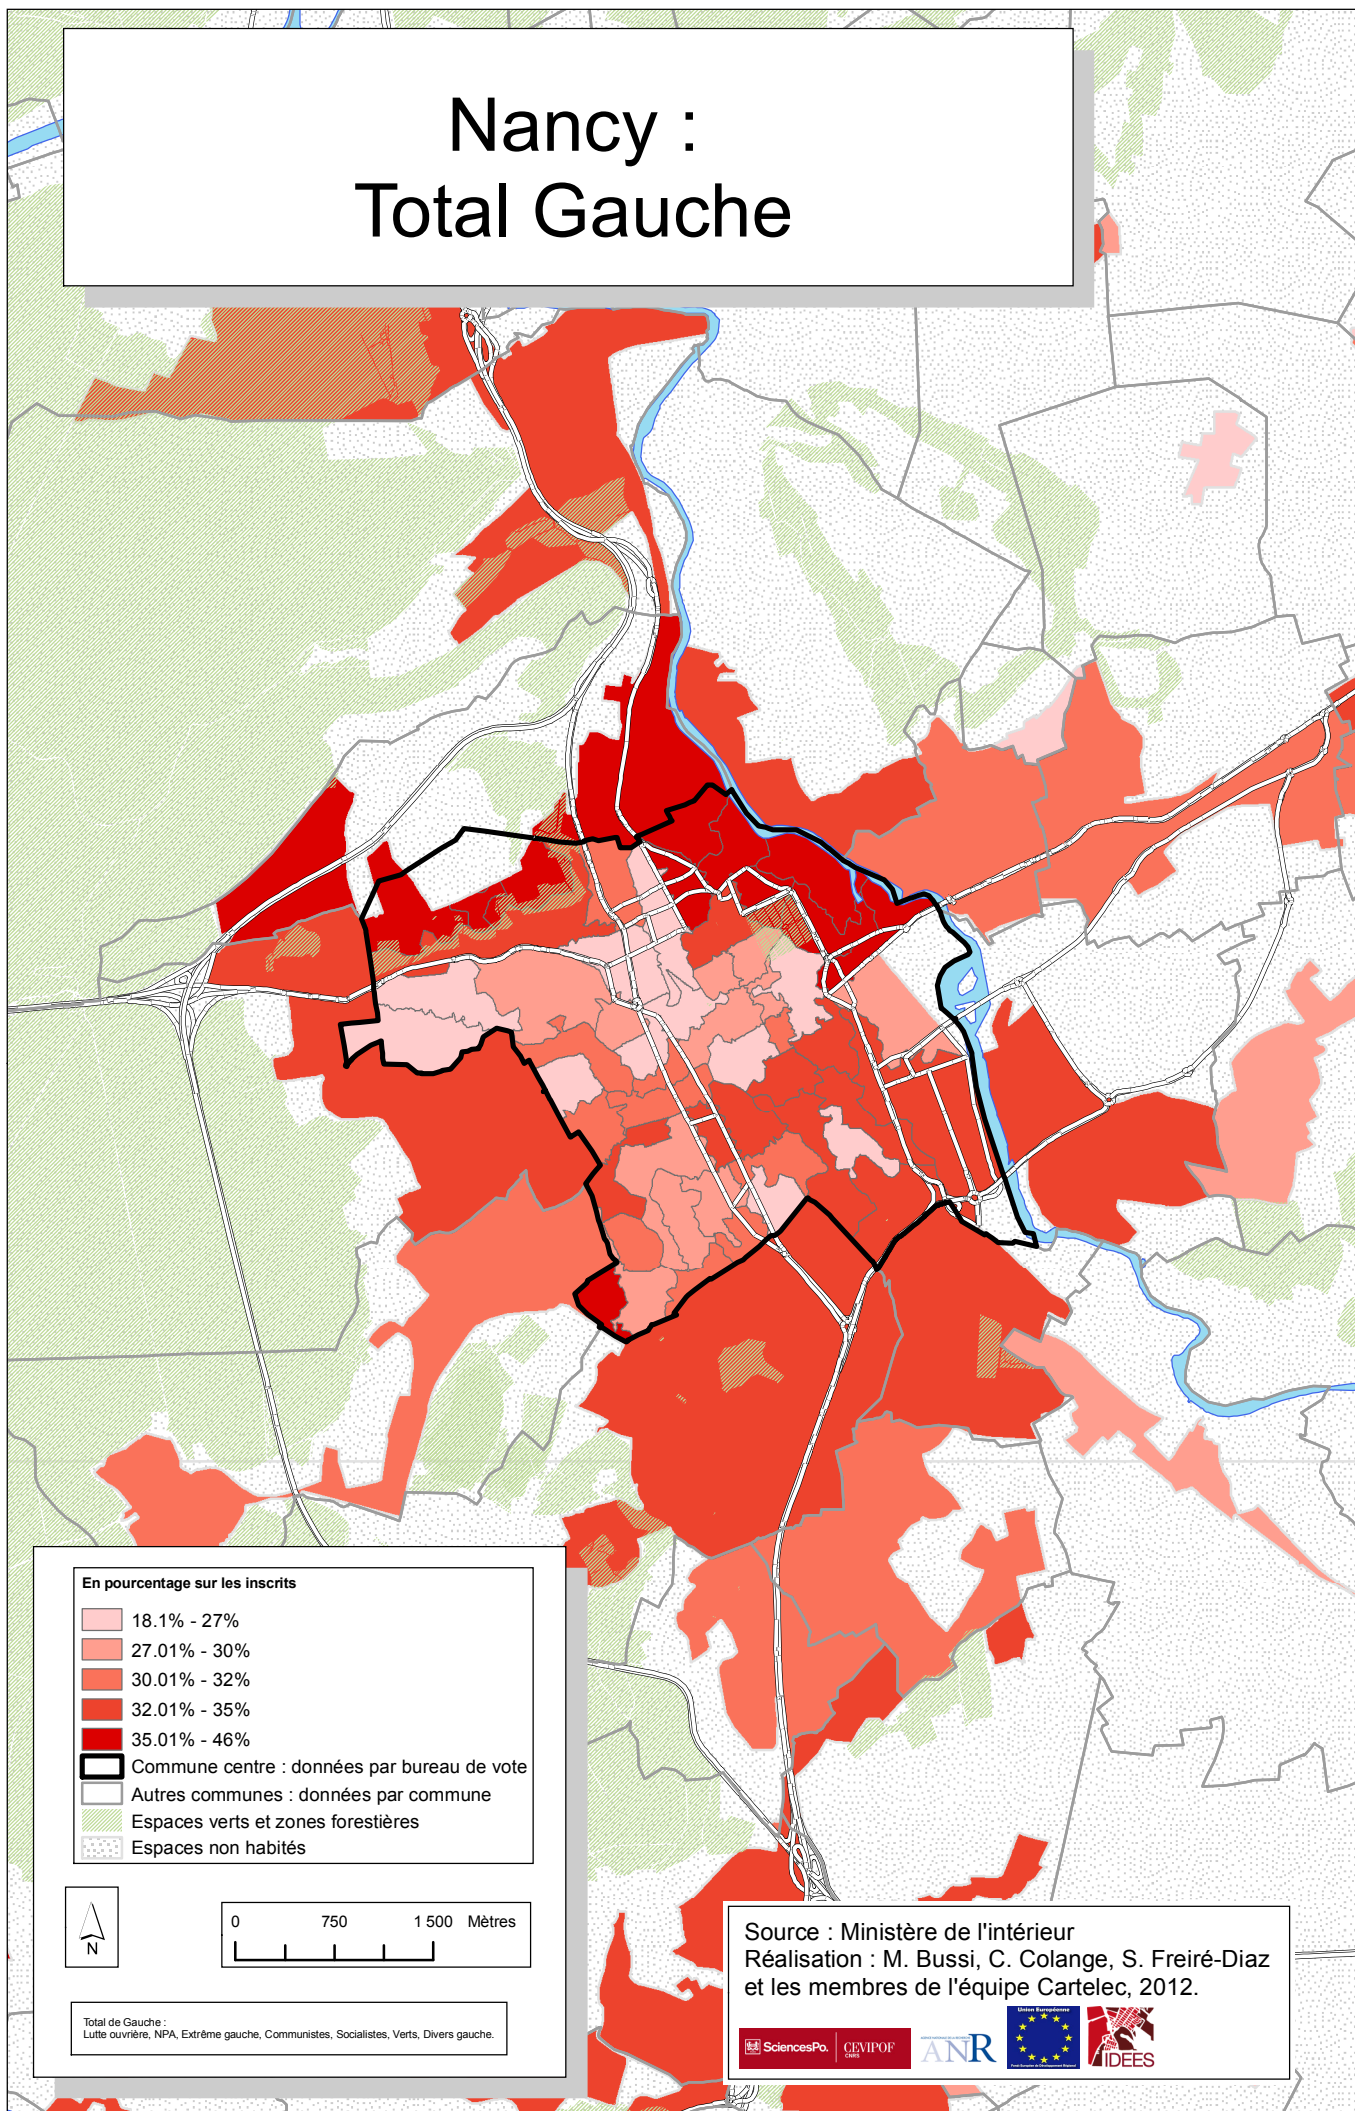 Nancy :
Total Gauche
En pourcentage sur les inscrits
18.1% - 27%
27.01% - 30%
30.01% - 32%
32.01% - 35%
35.01% - 46%
Commune centre : données par bureau de vote
Autres communes : données par commune
Espaces verts et zones forestières
Espaces non habités
N
0 750 1 500 Mètres
Total de Gauche :
Lutte ouvrière, NPA, Extrême gauche, Communistes, Socialistes, Verts, Divers gauche.
Source : Ministère de l'intérieur
Réalisation : M. Bussi, C. Colange, S. Freiré-Diaz
et les membres de l'équipe Cartelec, 2012.
SciencesPo.
CEVIPOF
CNRS
ANR
Union Européenne
IDEES